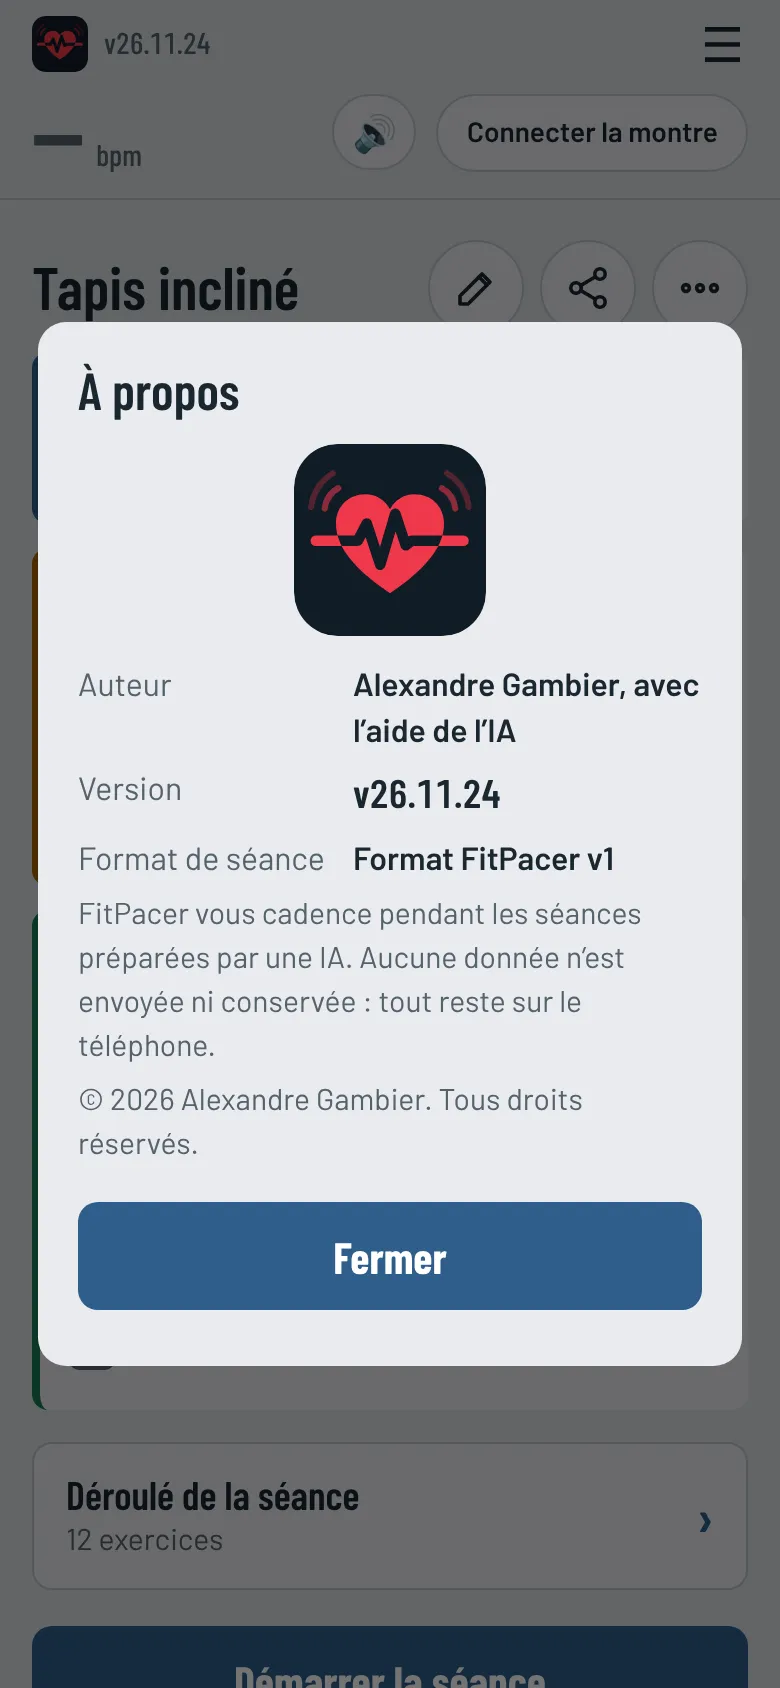 v26.11.24
bpm
Connecter la montre
Tapis incliné
À propos
Auteur
Alexandre Gambier, avec
l’aide de l’IA
Version
v26.11.24
Format de séance
Format FitPacer v1
FitPacer vous cadence pendant les séances
préparées par une IA. Aucune donnée n’est
envoyée ni conservée : tout reste sur le
téléphone.
© 2026 Alexandre Gambier. Tous droits
réservés.
Fermer
Déroulé de la séance
12 exercices
Démarrer la séance